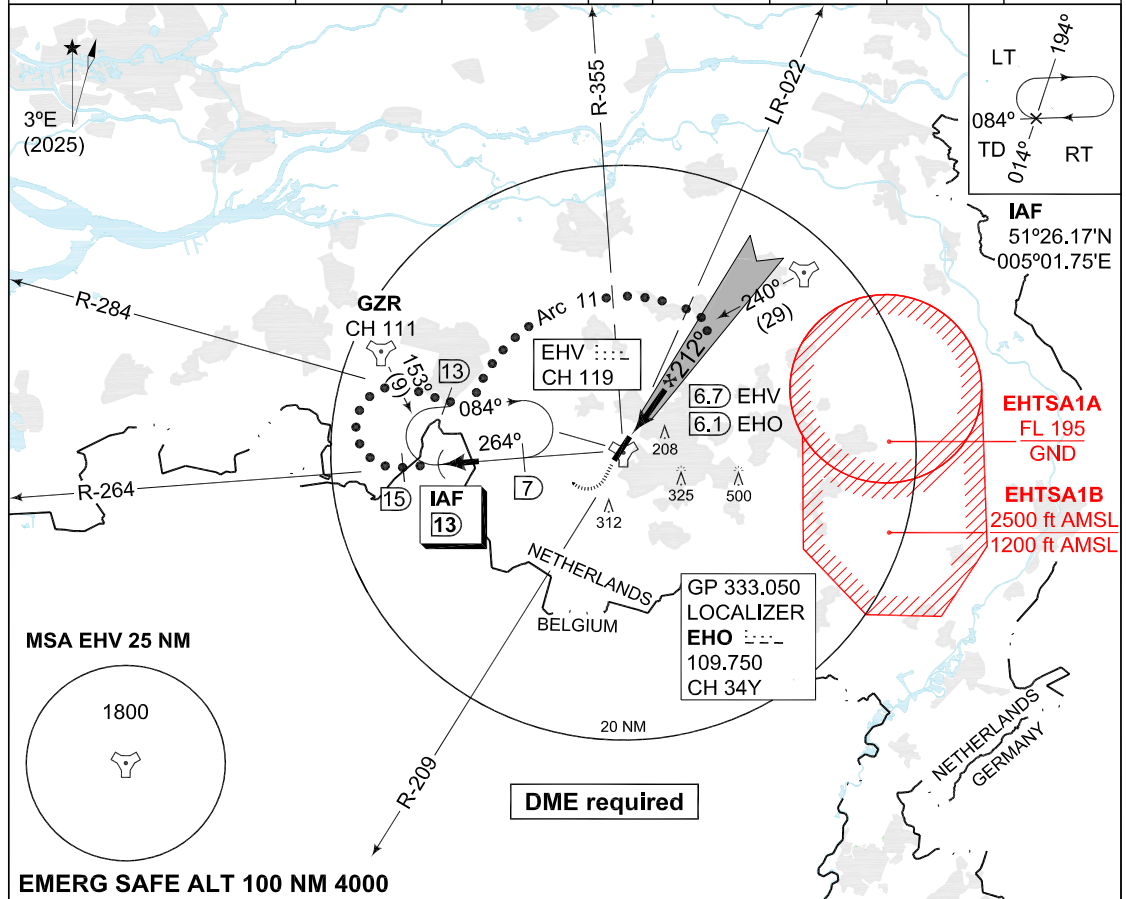 R-355
LR-022
LT
194º
084º
TD
014º
RT
3ºE
(2025)
IAF
51º26.17'N
005º01.75'E
R-284
GZR
CH 111
Arc 11
240º
(29)
EHV
CH 119
212º
153º
(9)
13
084º
6.7 EHV
6.1 EHO
264º
208
EHTSA1A
FL 195
GND
R-264
15
IAF
13
7
325
500
312
EHTSA1B
2500 ft AMSL
1200 ft AMSL
NETHERLANDS
BELGIUM
GP 333.050
LOCALIZER
EHO
109.750
CH 34Y
MSA EHV 25 NM
1800
20 NM
NETHERLANDS
GERMANY
R-209
DME required
EMERG SAFE ALT 100 NM 4000